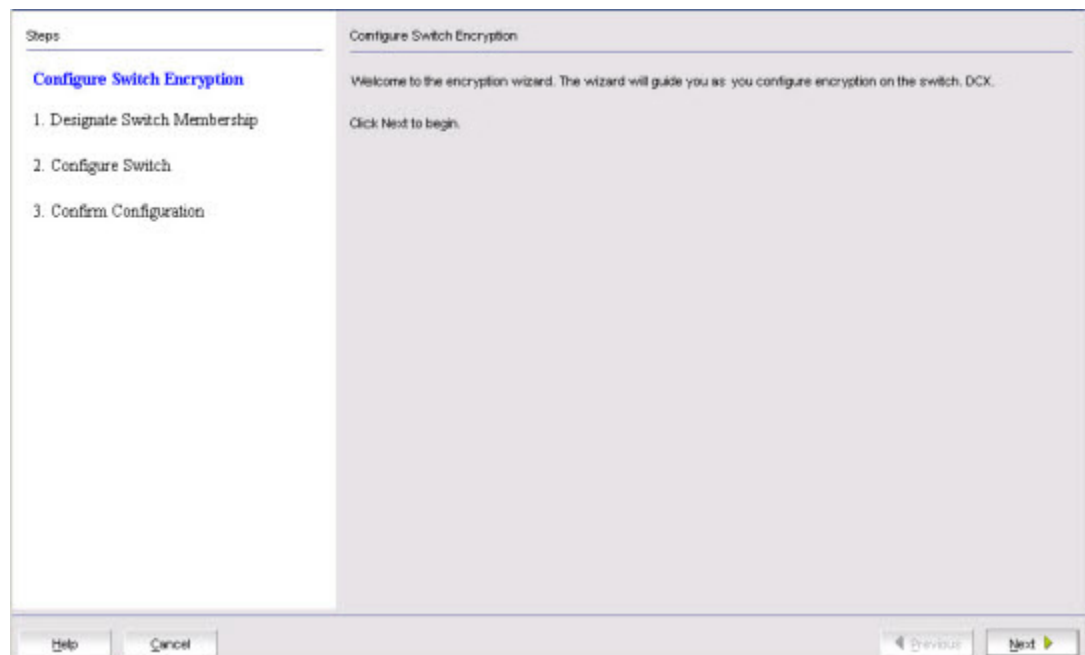 Steps
Configure Switch Encryption
1. Designate Switch Membership
2. Configure Switch
3. Confirm Configuration
Configure Switch Encryption
Welcome to the encryption wizard. The wizard will guide you as you configure encryption on the switch, DCX.
Click Next to begin.
Help
Cancel
Previous
Next